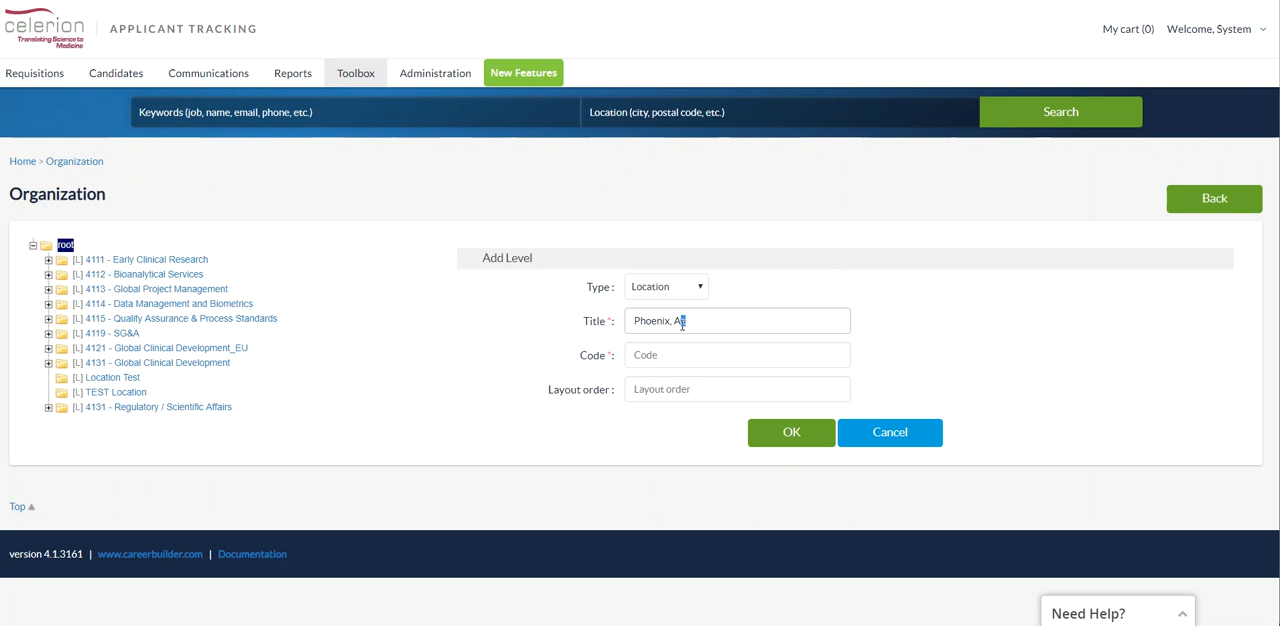 celerion
Translating Science to
Medicine
APPLICANT TRACKING
My cart (0) Welcome, System
Requisitions Candidates Communications Reports Toolbox Administration New Features
Keywords (job, name, email, phone, etc.) Location (city, postal code, etc.) Search
Home > Organization
Organization
Back
root
[L] 4111 - Early Clinical Research
[L] 4112 - Bioanalytical Services
[L] 4113 - Global Project Management
[L] 4114 - Data Management and Biometrics
[L] 4115 - Quality Assurance & Process Standards
[L] 4119 - SG&A
[L] 4121 - Global Clinical Development_EU
[L] 4131 - Global Clinical Development
[L] Location Test
[L] TEST Location
[L] 4131 - Regulatory / Scientific Affairs
Add Level
Type : Location
Title * : Phoenix,
Code * : Code
Layout order : Layout order
OK Cancel
Top
version 4.1.3161 | www.careerbuilder.com | Documentation
Need Help?